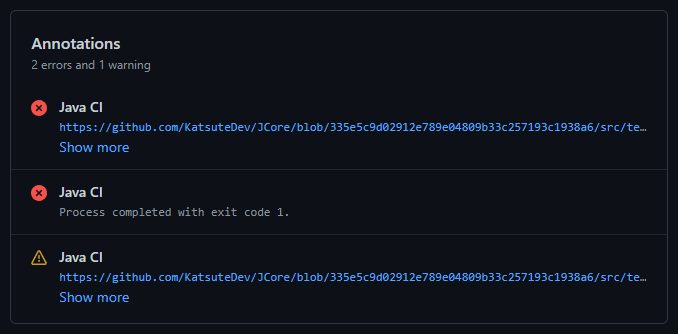 Annotations
2 errors and 1 warning
Java CI
https://github.com/KatsuteDev/JCore/blob/335e5c9d02912e789e04809b33c257193c1938a6/src/te…
Show more
Java CI
Process completed with exit code 1.
Java CI
https://github.com/KatsuteDev/JCore/blob/335e5c9d02912e789e04809b33c257193c1938a6/src/te…
Show more